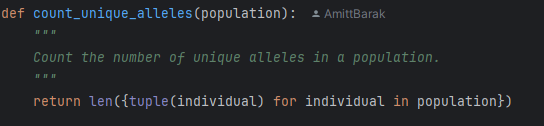 def count_unique_alleles(population): AmittBarak
    """
    Count the number of unique alleles in a population.
    """
    return len({tuple(individual) for individual in population})